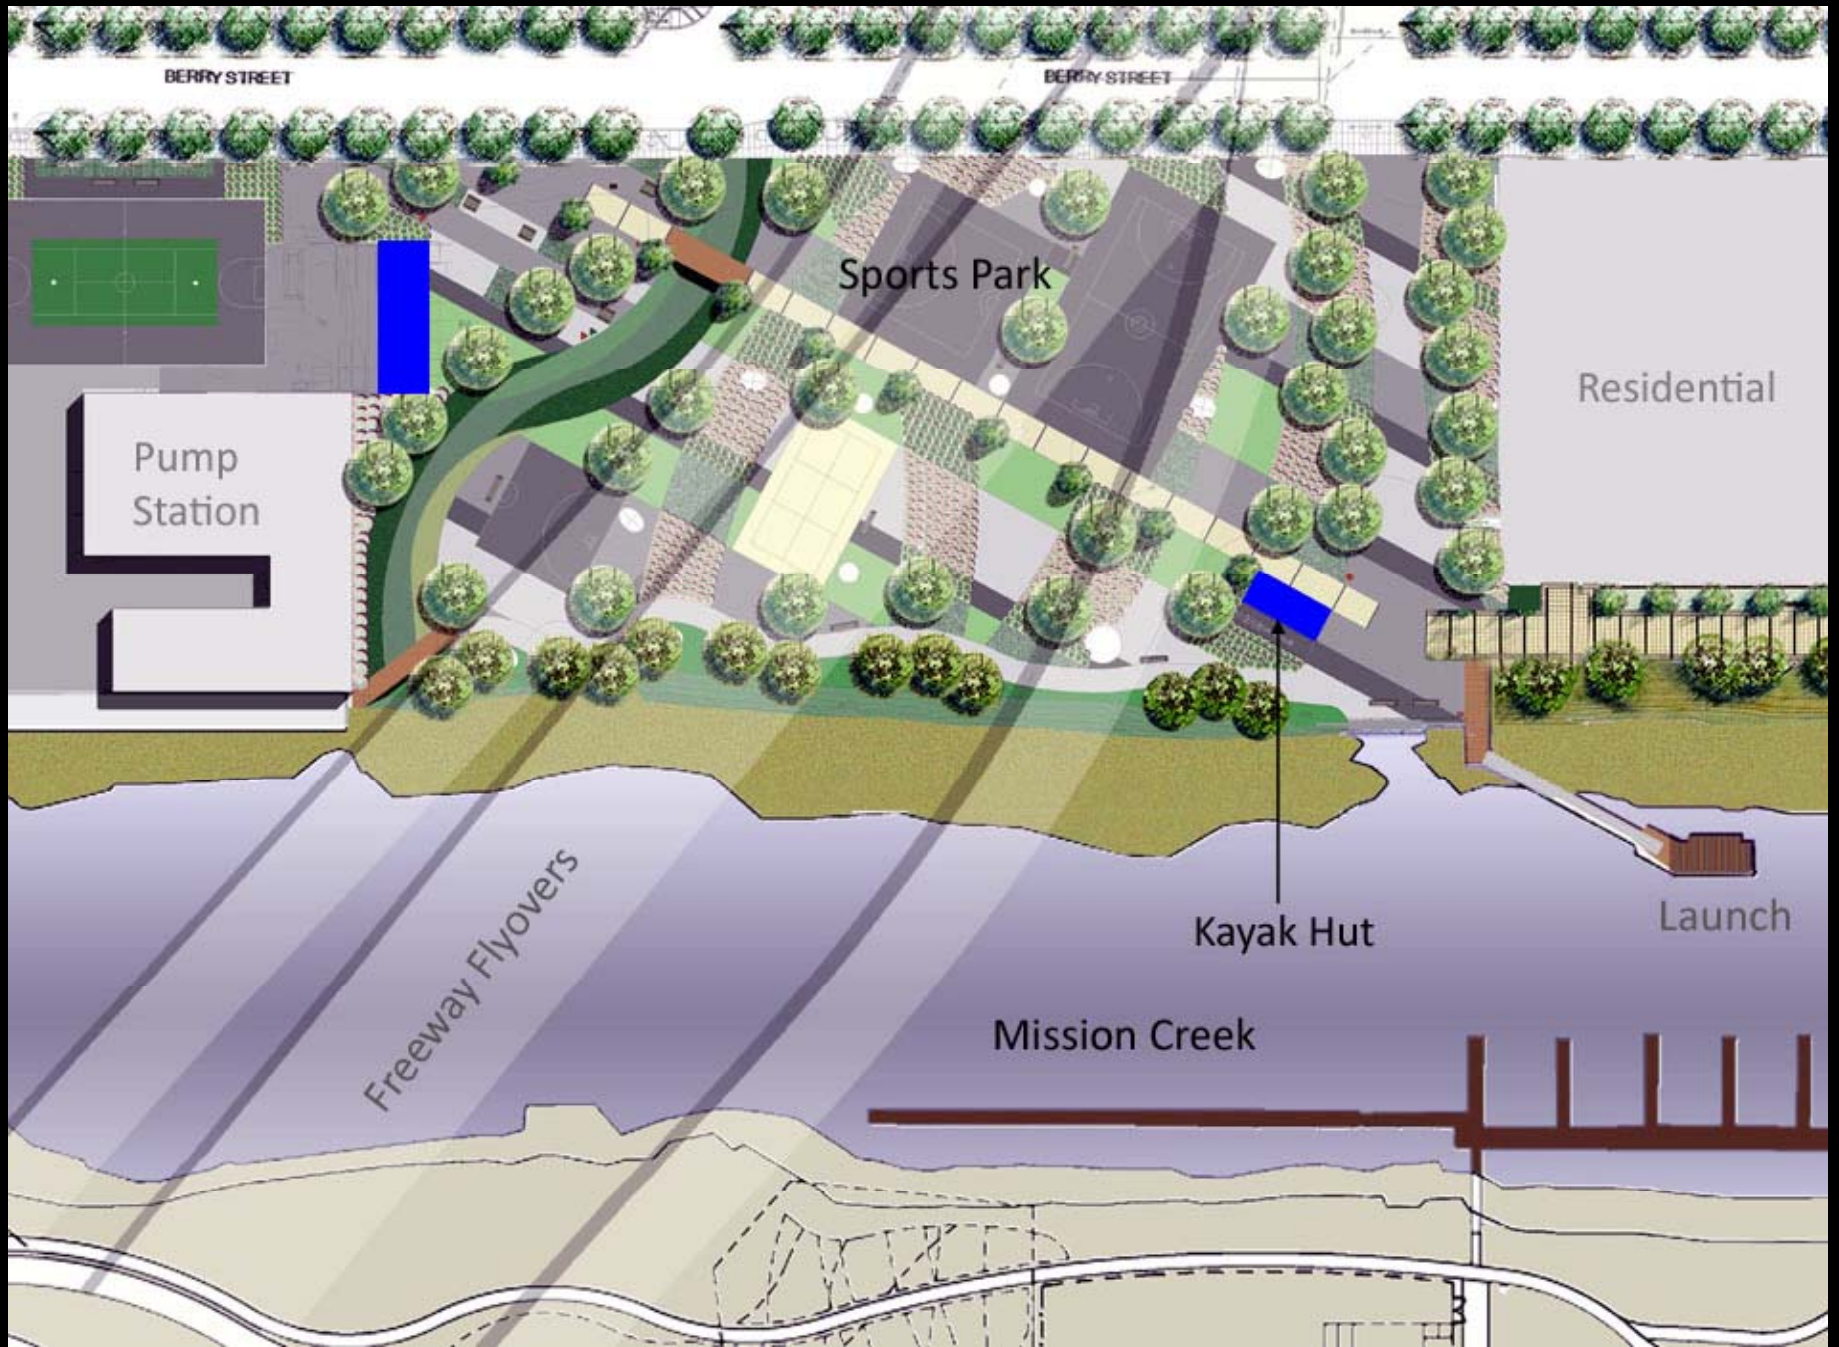 BERRY STREET
BERRY STREET
Sports Park
Residential
Pump
Station
Kayak Hut
Launch
Freeway Flyovers
Mission Creek